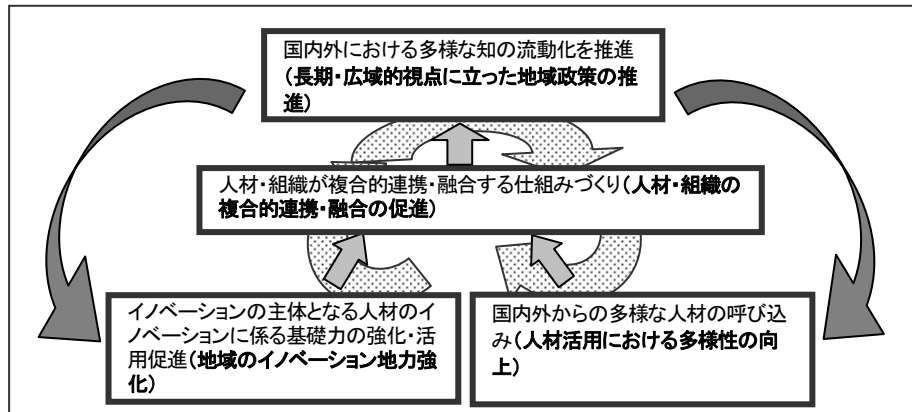 国内外における多様な知の流動化を推進
(長期・広域的視点に立った地域政策の推
進)
人材・組織が複合的連携・融合する仕組みづくり(人材・組織の
複合的連携・融合の促進)
イノベーションの主体となる人材のイ
ノベーションに係る基礎力の強化・活
用促進(地域のイノベーション地力強
化)
国内外からの多様な人材の呼び込
み(人材活用における多様性の向
上)